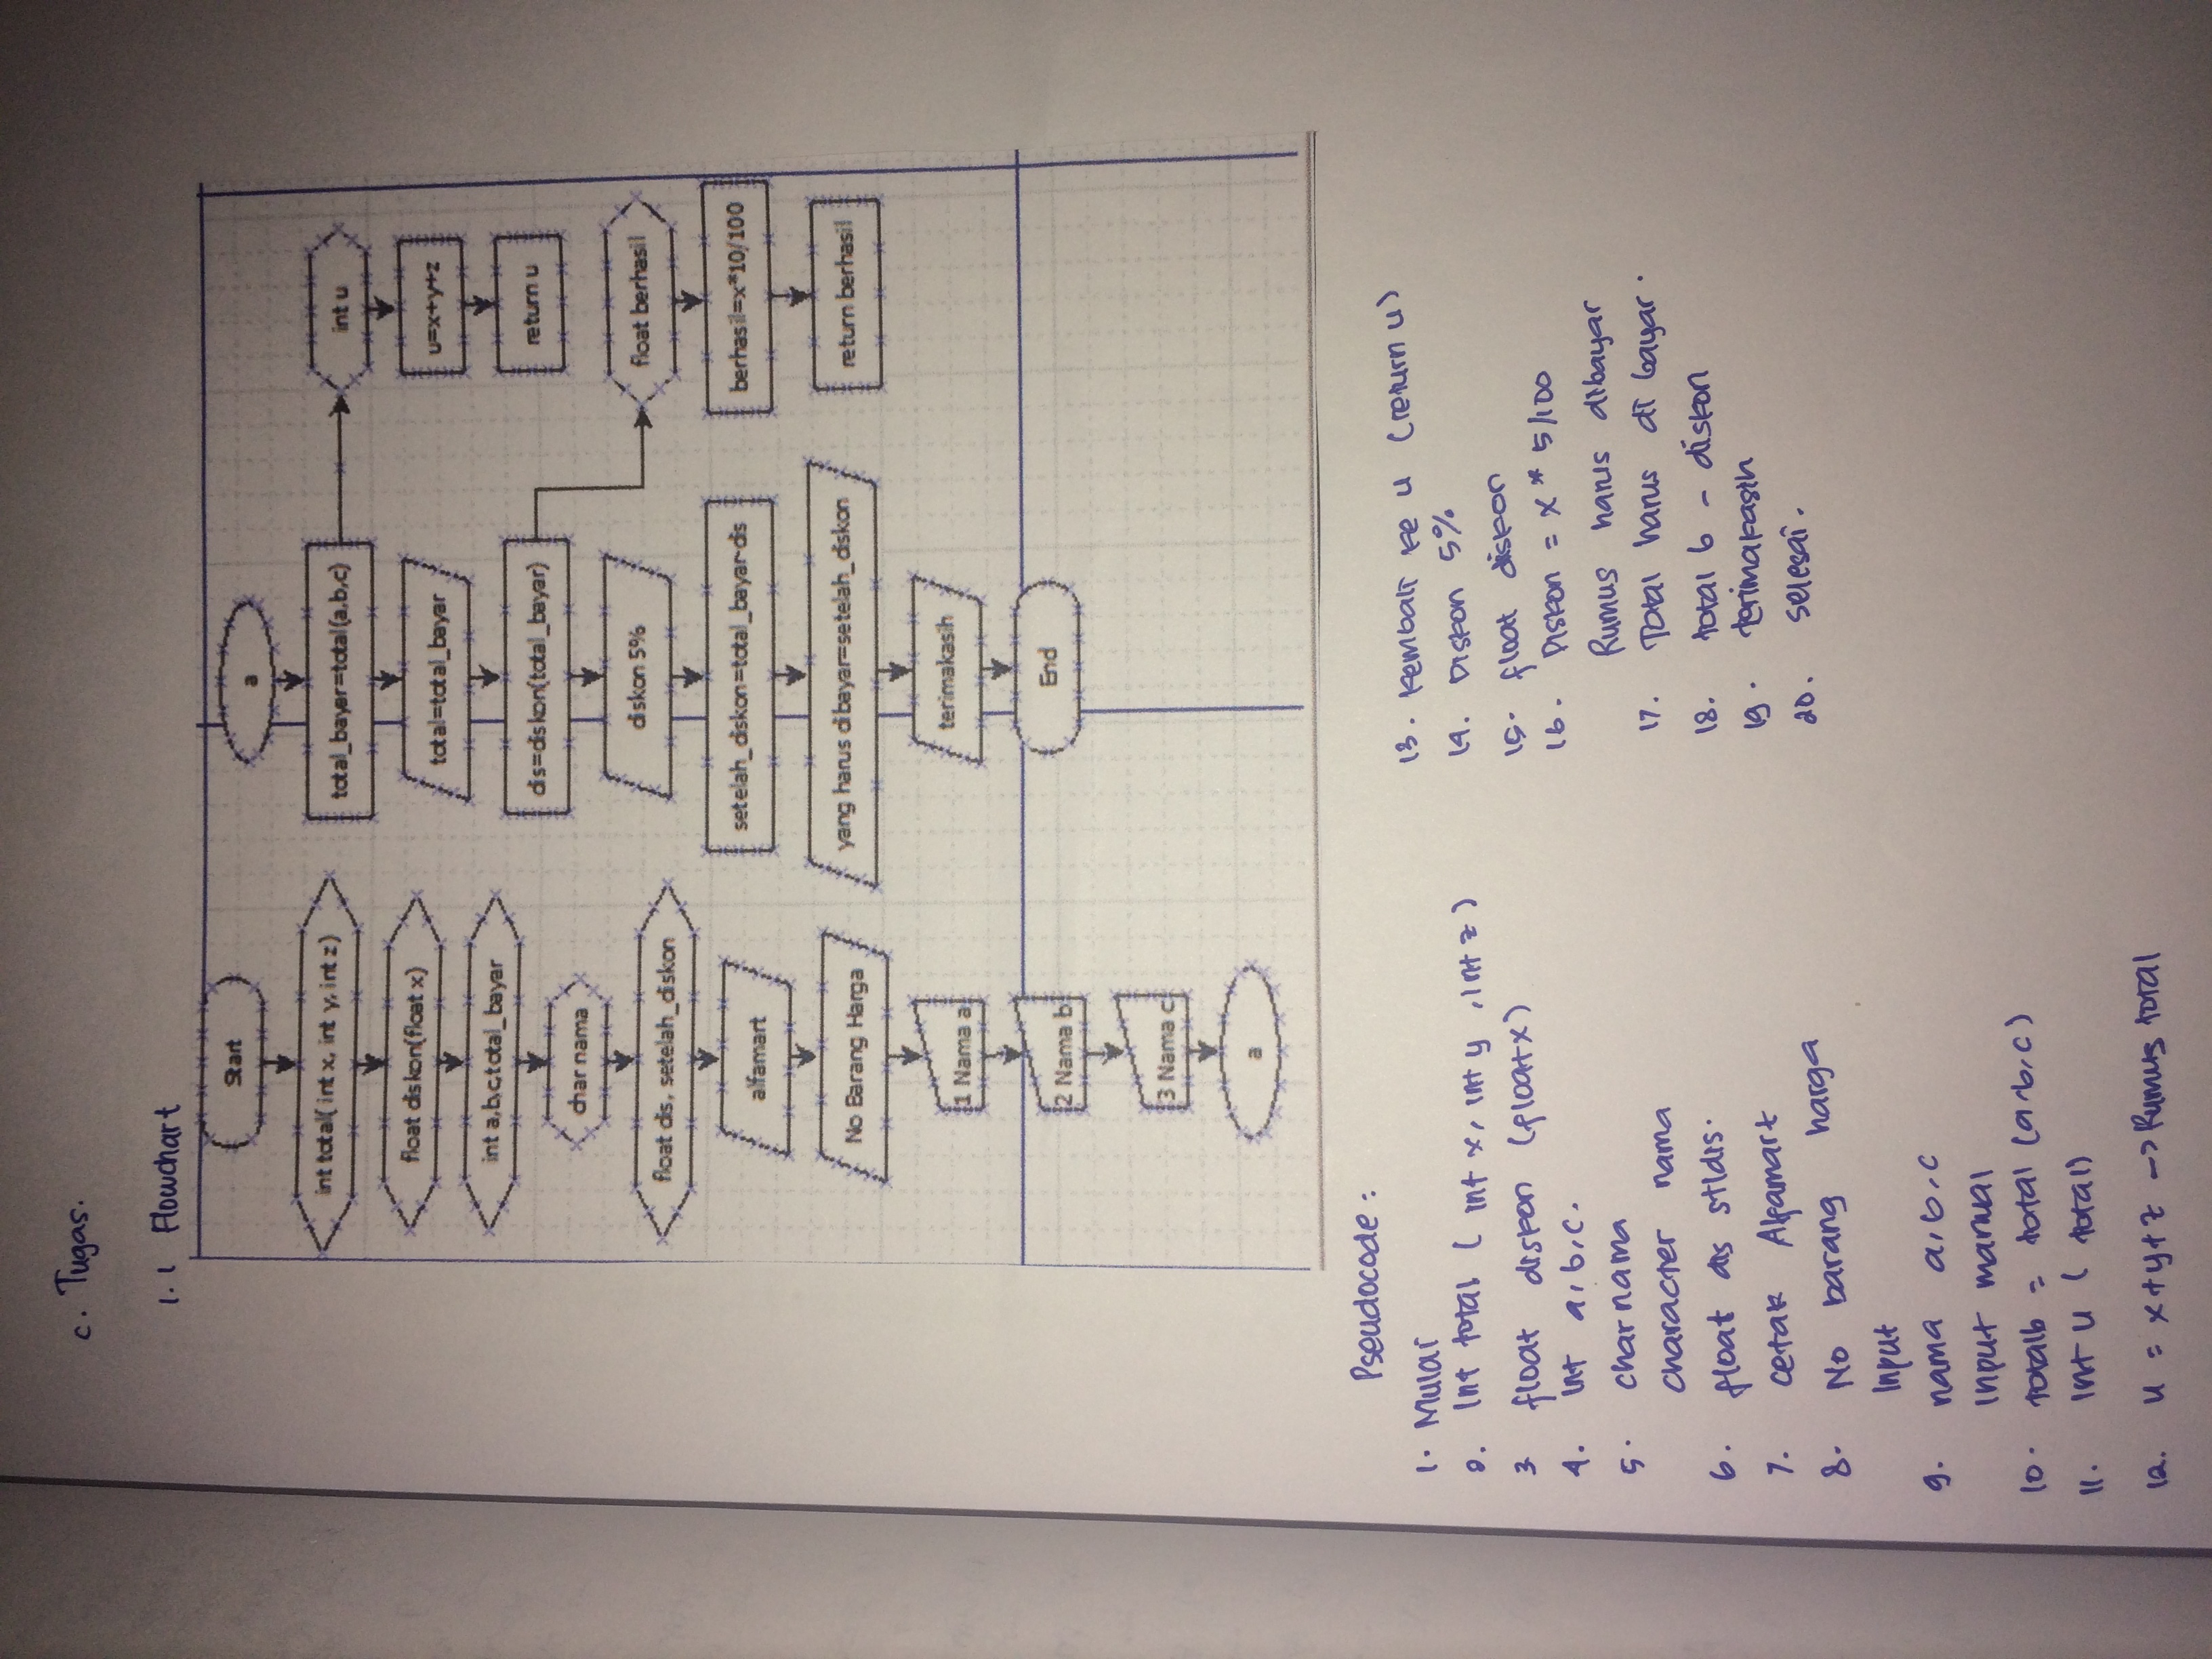 C. Tugas.
1.1 Flowchart
Start
int total( int x, int y, int z)
float diskon(float x)
int a,b,c,total_bayar
char nama
float dis, setelah_diskon
alfamart
No Barang Harga
1 Nama a
2 Nama b
3 Nama c
a
a
total_bayar=total(a,b,c)
total=total_bayar
dis=diskon(total_bayar)
diskon 5%
setelah_diskon=total_bayar-dis
yang harus dibayar=setelah_diskon
terimakasih
End
int u
u=x+y+z
return u
float berhasil
berhasil=x*10/100
return berhasil
Pseudocode :
1. Mulai
2. Int total ( int x, int y, int z )
3 float diskon (float x)
4. Int a, b, c.
5. char nama
character nama
6. float dis stldis.
7. cetak Alfamart
8. No barang harga
Input
9. nama a, b, c
Input manual
10. totalb = total (a,b,c)
11. Int u ( total)
12. u = x+y+z -> Rumus total
13. kembali ke u (return u)
14. Diskon 5%
15. float diskon
16. Diskon = x * 5/100
Rumus harus dibayar
17. Total harus di bayar.
18. total b - diskon
19. terimakasih
20. selesai.